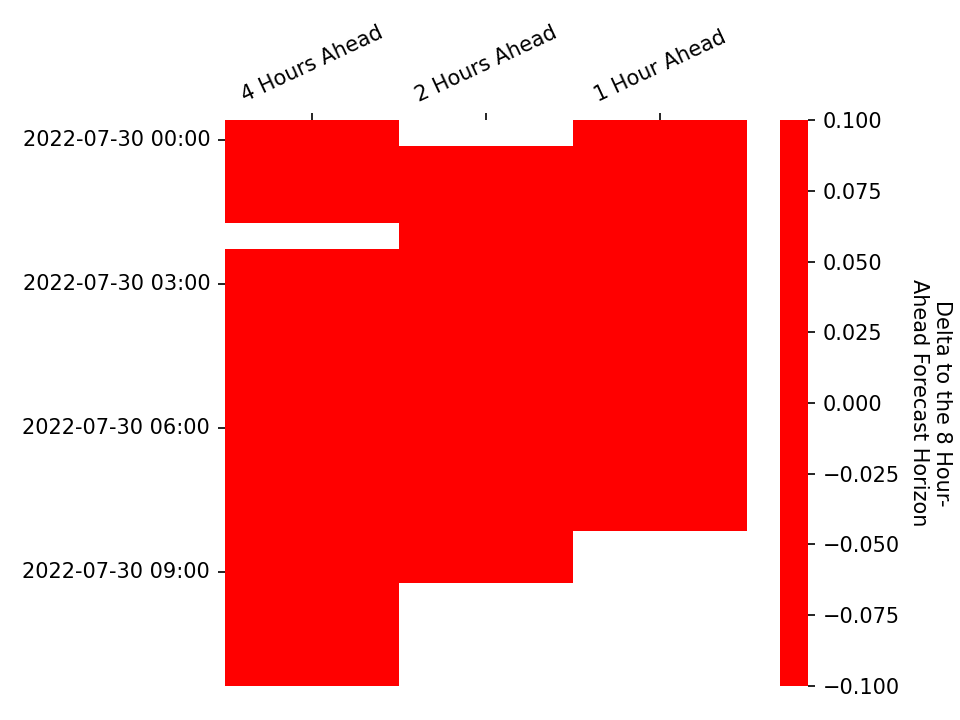 4 Hours Ahead
2 Hours Ahead
1 Hour Ahead
2022-07-30 00:00
2022-07-30 03:00
2022-07-30 06:00
2022-07-30 09:00
0.100
0.075
0.050
0.025
0.000
−0.025
−0.050
−0.075
−0.100
Delta to the 8 Hour-
Ahead Forecast Horizon